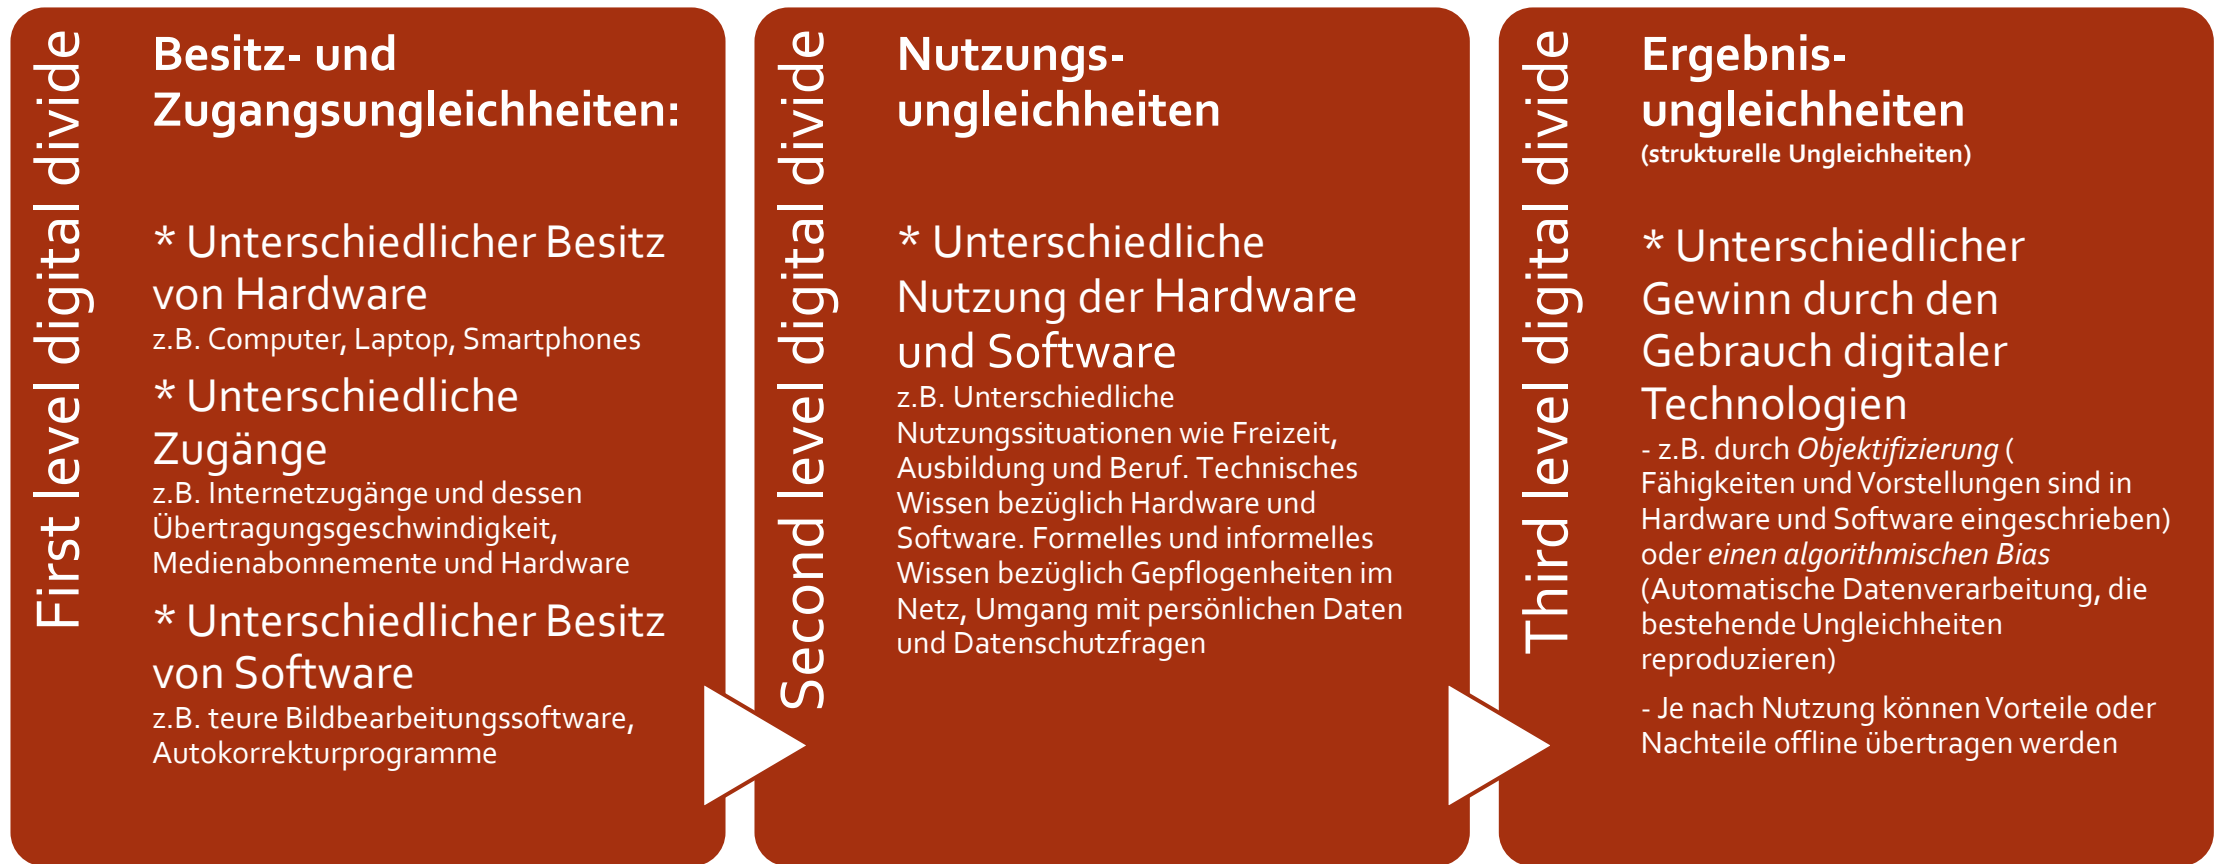 First level digital divide
Besitz- und
Zugangsungleichheiten:
* Unterschiedlicher Besitz
von Hardware
z.B. Computer, Laptop, Smartphones
* Unterschiedliche
Zugänge
z.B. Internetzugänge und dessen
Übertragungsgeschwindigkeit,
Medienabonnemente und Hardware
* Unterschiedlicher Besitz
von Software
z.B. teure Bildbearbeitungssoftware,
Autokorrekturprogramme
Second level digital divide
Nutzungs-
ungleichheiten
* Unterschiedliche
Nutzung der Hardware
und Software
z.B. Unterschiedliche
Nutzungssituationen wie Freizeit,
Ausbildung und Beruf. Technisches
Wissen bezüglich Hardware und
Software. Formelles und informelles
Wissen bezüglich Gepflogenheiten im
Netz, Umgang mit persönlichen Daten
und Datenschutzfragen
Third level digital divide
Ergebnis-
ungleichheiten
(strukturelle Ungleichheiten)
* Unterschiedlicher
Gewinn durch den
Gebrauch digitaler
Technologien
- z.B. durch Objektifizierung (
Fähigkeiten und Vorstellungen sind in
Hardware und Software eingeschrieben)
oder einen algorithmischen Bias
(Automatische Datenverarbeitung, die
bestehende Ungleichheiten
reproduzieren)
- Je nach Nutzung können Vorteile oder
Nachteile offline übertragen werden